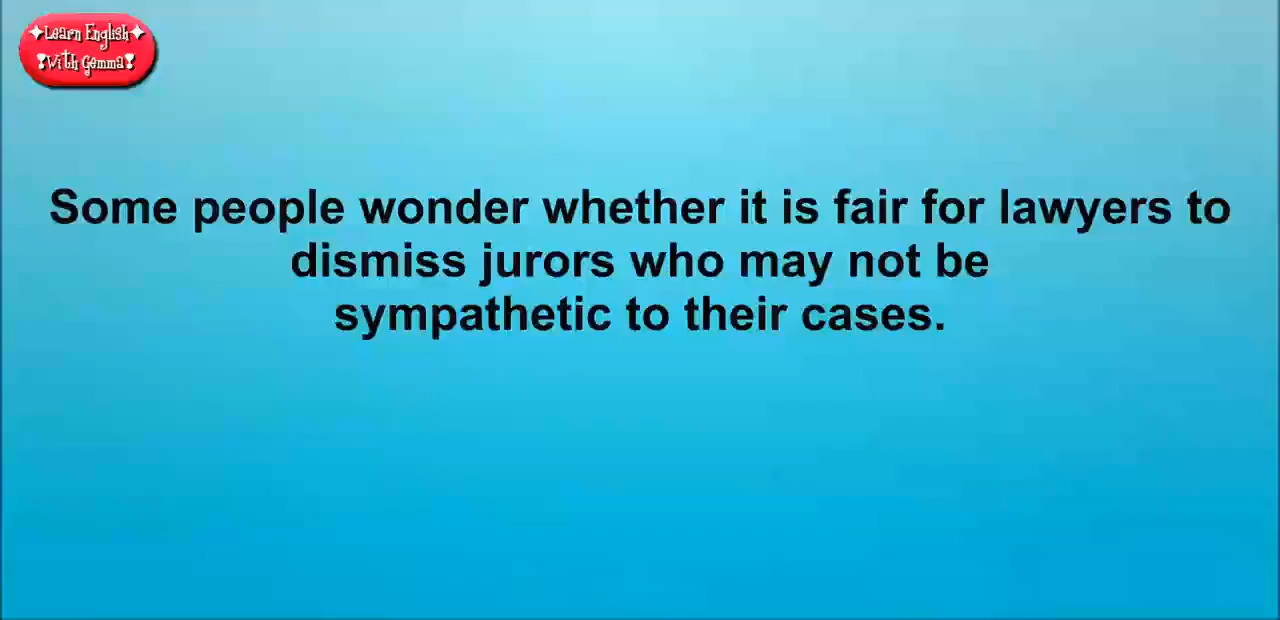 ✦Learn English✦
❣With Gemma❣
Some people wonder whether it is fair for lawyers to
dismiss jurors who may not be
sympathetic to their cases.